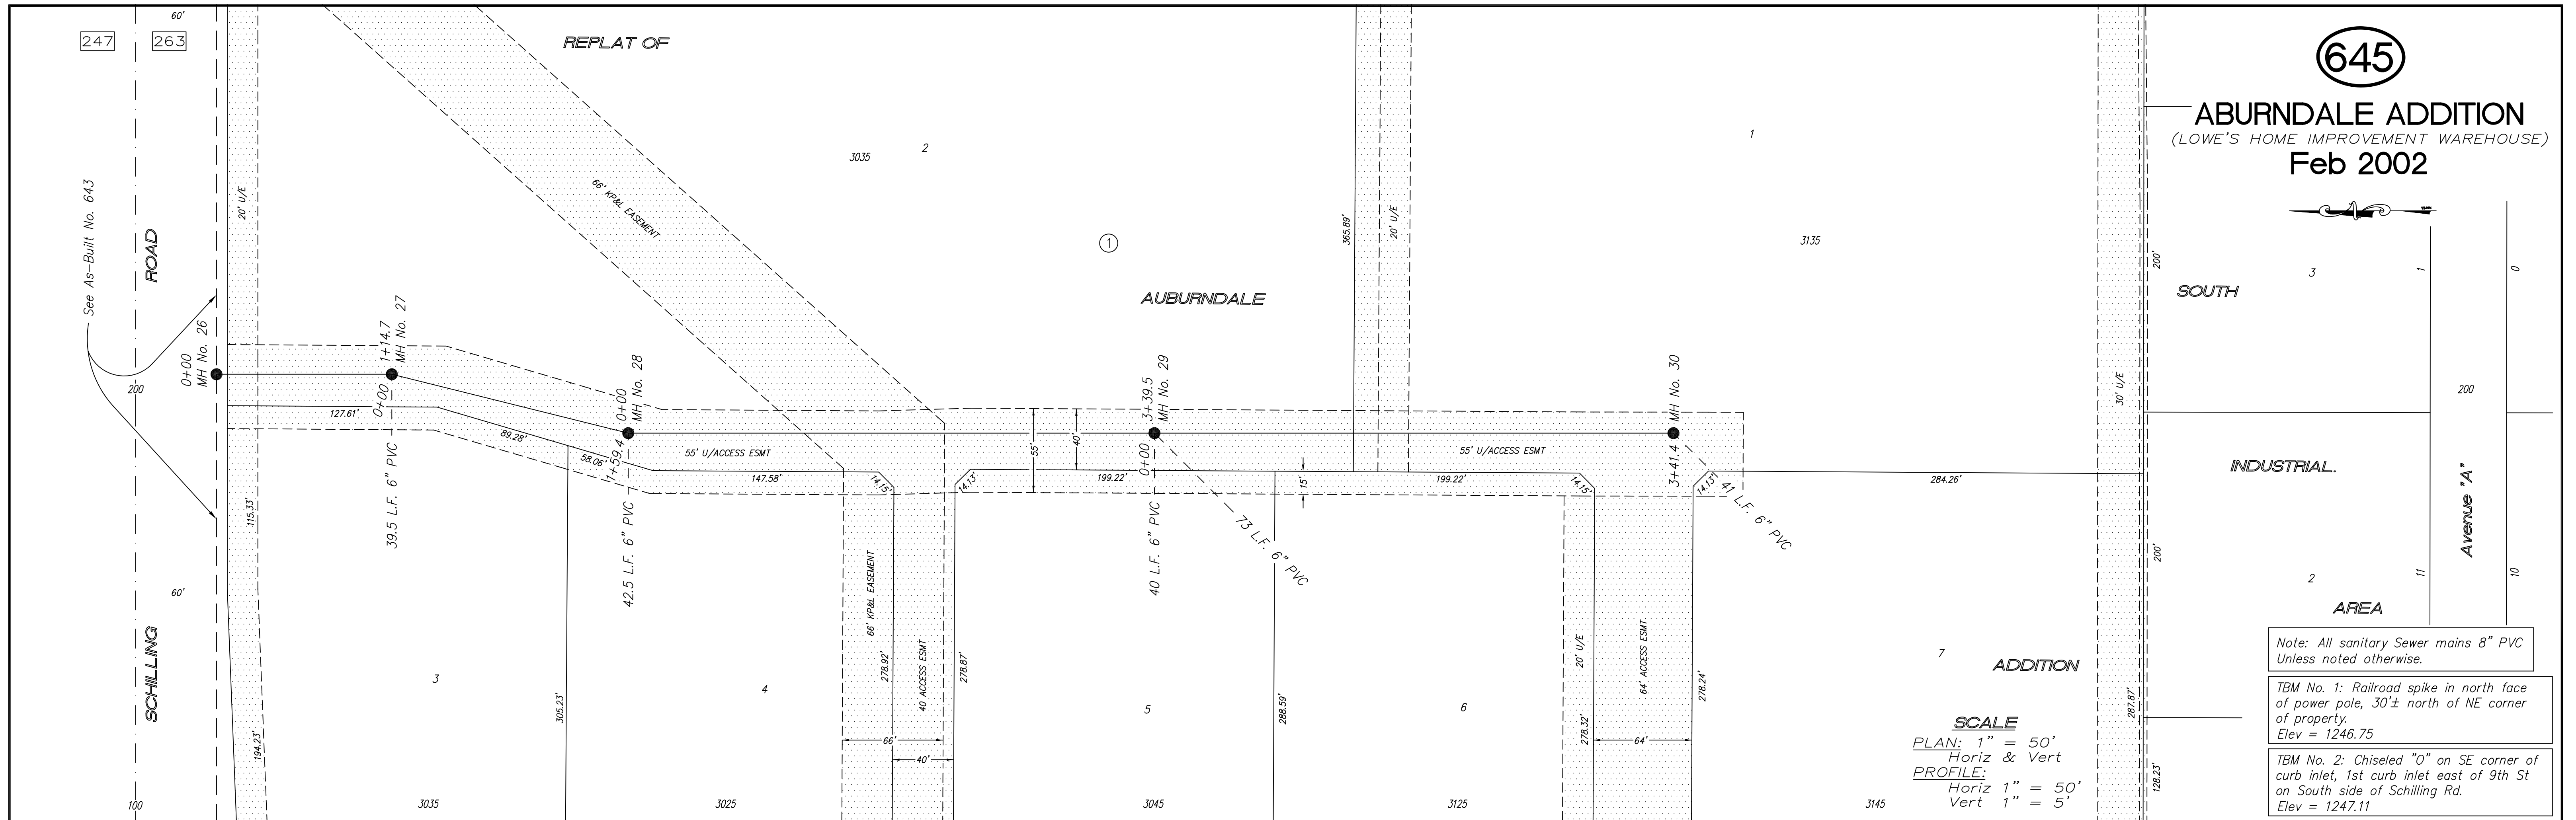 60'
247
263
REPLAT OF
645
ABURNDALE ADDITION
(LOWE'S HOME IMPROVEMENT WAREHOUSE)
Feb 2002
See As-Built No. 643
ROAD
20' U/E
66' KP&L EASEMENT
3035
2
1
1
AUBURNDALE
365.89'
20' U/E
3135
30' U/E
200'
SOUTH
3
1
0
0+00
MH No. 26
200
1+14.7
MH No. 27
0+00
0+00
MH No. 28
1+59.4
3+39.5
MH No. 29
0+00
MH No. 30
3+41.4
127.61'
89.28'
58.06'
55' U/ACCESS ESMT
147.58'
14.15'
14.13'
55'
40'
199.22'
15'
55' U/ACCESS ESMT
199.22'
14.15'
14.13'
284.26'
200
INDUSTRIAL.
Avenue "A"
115.33'
39.5 L.F. 6" PVC
42.5 L.F. 6" PVC
40 L.F. 6" PVC
73 L.F. 6" PVC
41 L.F. 6" PVC
200'
2
11
10
AREA
60'
SCHILLING
194.23'
100
3
3035
305.23'
4
3025
66' KP&L EASEMENT
278.92'
40 ACCESS ESMT
278.87'
66'
40'
5
3045
288.59'
6
3125
20' U/E
278.32'
64' ACCESS ESMT
64'
278.24'
7
ADDITION
3145
287.87'
128.23'
SCALE
PLAN: 1" = 50'
Horiz & Vert
PROFILE:
Horiz 1" = 50'
Vert 1" = 5'
Note: All sanitary Sewer mains 8" PVC
Unless noted otherwise.
TBM No. 1: Railroad spike in north face
of power pole, 30'± north of NE corner
of property.
Elev = 1246.75
TBM No. 2: Chiseled "O" on SE corner of
curb inlet, 1st curb inlet east of 9th St
on South side of Schilling Rd.
Elev = 1247.11